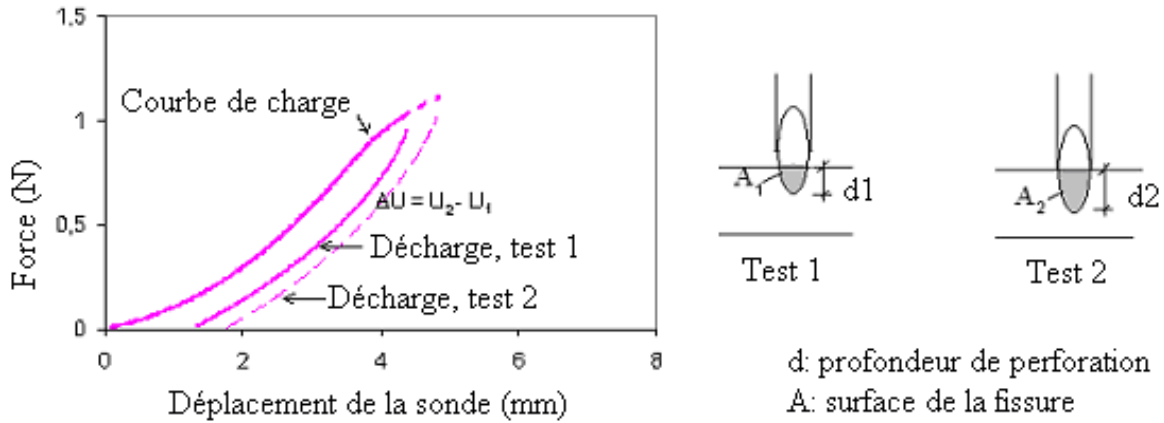 1.5
Courbe de charge
1
Force (N)
ΔU = U₂- U₁
0,5
Décharge, test 1
Décharge, test 2
0
0
2
4
6
8
Déplacement de la sonde (mm)
A₁
d1
Test 1
A₂
d2
Test 2
d: profondeur de perforation
A: surface de la fissure